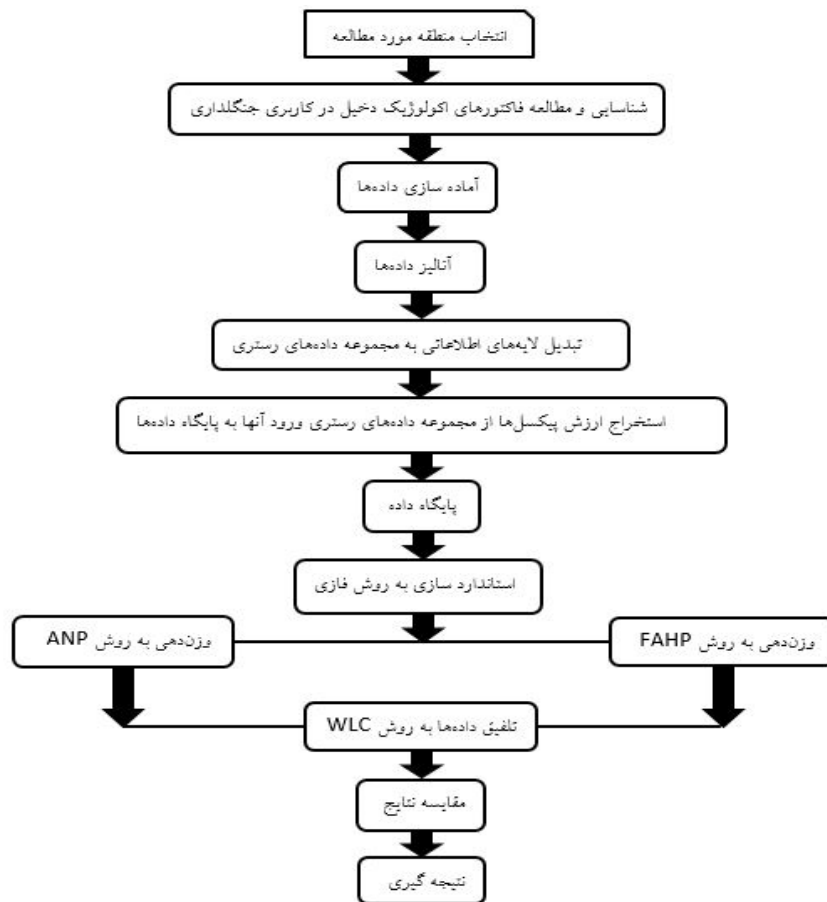 انتخاب منطقه مورد مطالعه
شناسایی و مطالعه فاکتورهای اکولوژیک دخیل در کاربری جنگلداری
آماده سازی داده‌ها
آنالیز داده‌ها
تبدیل لایه‌های اطلاعاتی به مجموعه داده‌های رستری
استخراج ارزش پیکسل‌ها از مجموعه داده‌های رستری ورود آنها به پایگاه داده‌ها
پایگاه داده
استاندارد سازی به روش فازی
وزن‌دهی به روش FAHP
وزن‌دهی به روش ANP
تلفیق داده‌ها به روش WLC
مقایسه نتایج
نتیجه گیری